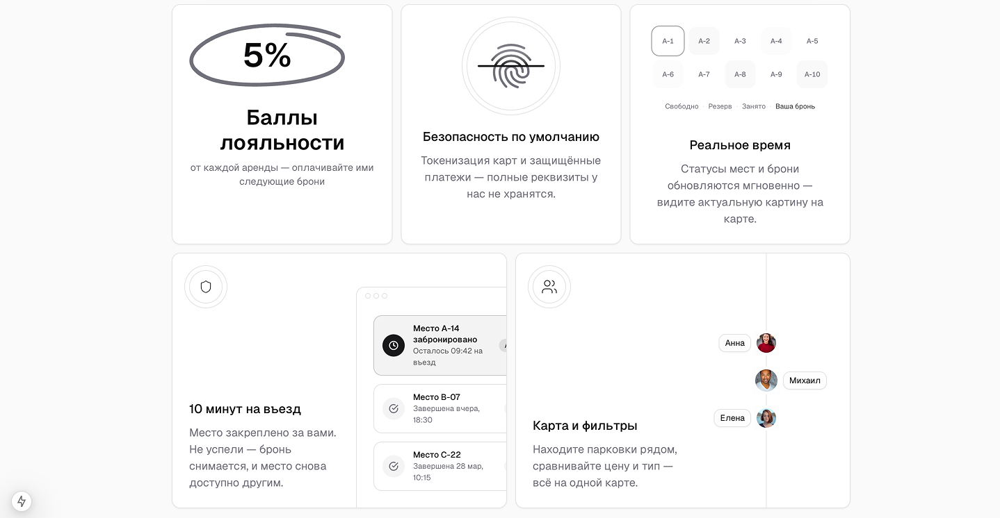 5%
Баллы
лояльности
от каждой аренды — оплачивайте ими
следующие брони
Безопасность по умолчанию
Токенизация карт и защищённые
платежи — полные реквизиты у
нас не хранятся.
A-1 A-2 A-3 A-4 A-5
A-6 A-7 A-8 A-9 A-10
Свободно Резерв Занято Ваша бронь
Реальное время
Статусы мест и брони
обновляются мгновенно —
видите актуальную картину на
карте.
10 минут на въезд
Место закреплено за вами.
Не успели — бронь
снимается, и место снова
доступно другим.
Место A-14
забронировано
Осталось 09:42 на
въезд
Место B-07
Завершена вчера,
18:30
Место C-22
Завершена 28 мар,
10:15
Карта и фильтры
Находите парковки рядом,
сравнивайте цену и тип —
всё на одной карте.
Анна
Михаил
Елена